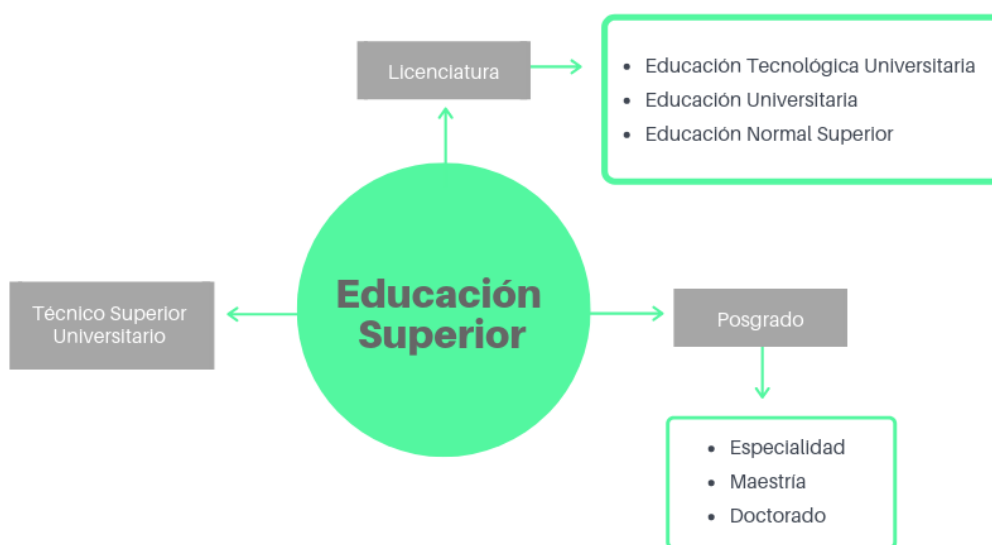 Licenciatura
• Educación Tecnológica Universitaria
• Educación Universitaria
• Educación Normal Superior
Educación
Superior
Técnico Superior
Universitario
Posgrado
• Especialidad
• Maestría
• Doctorado